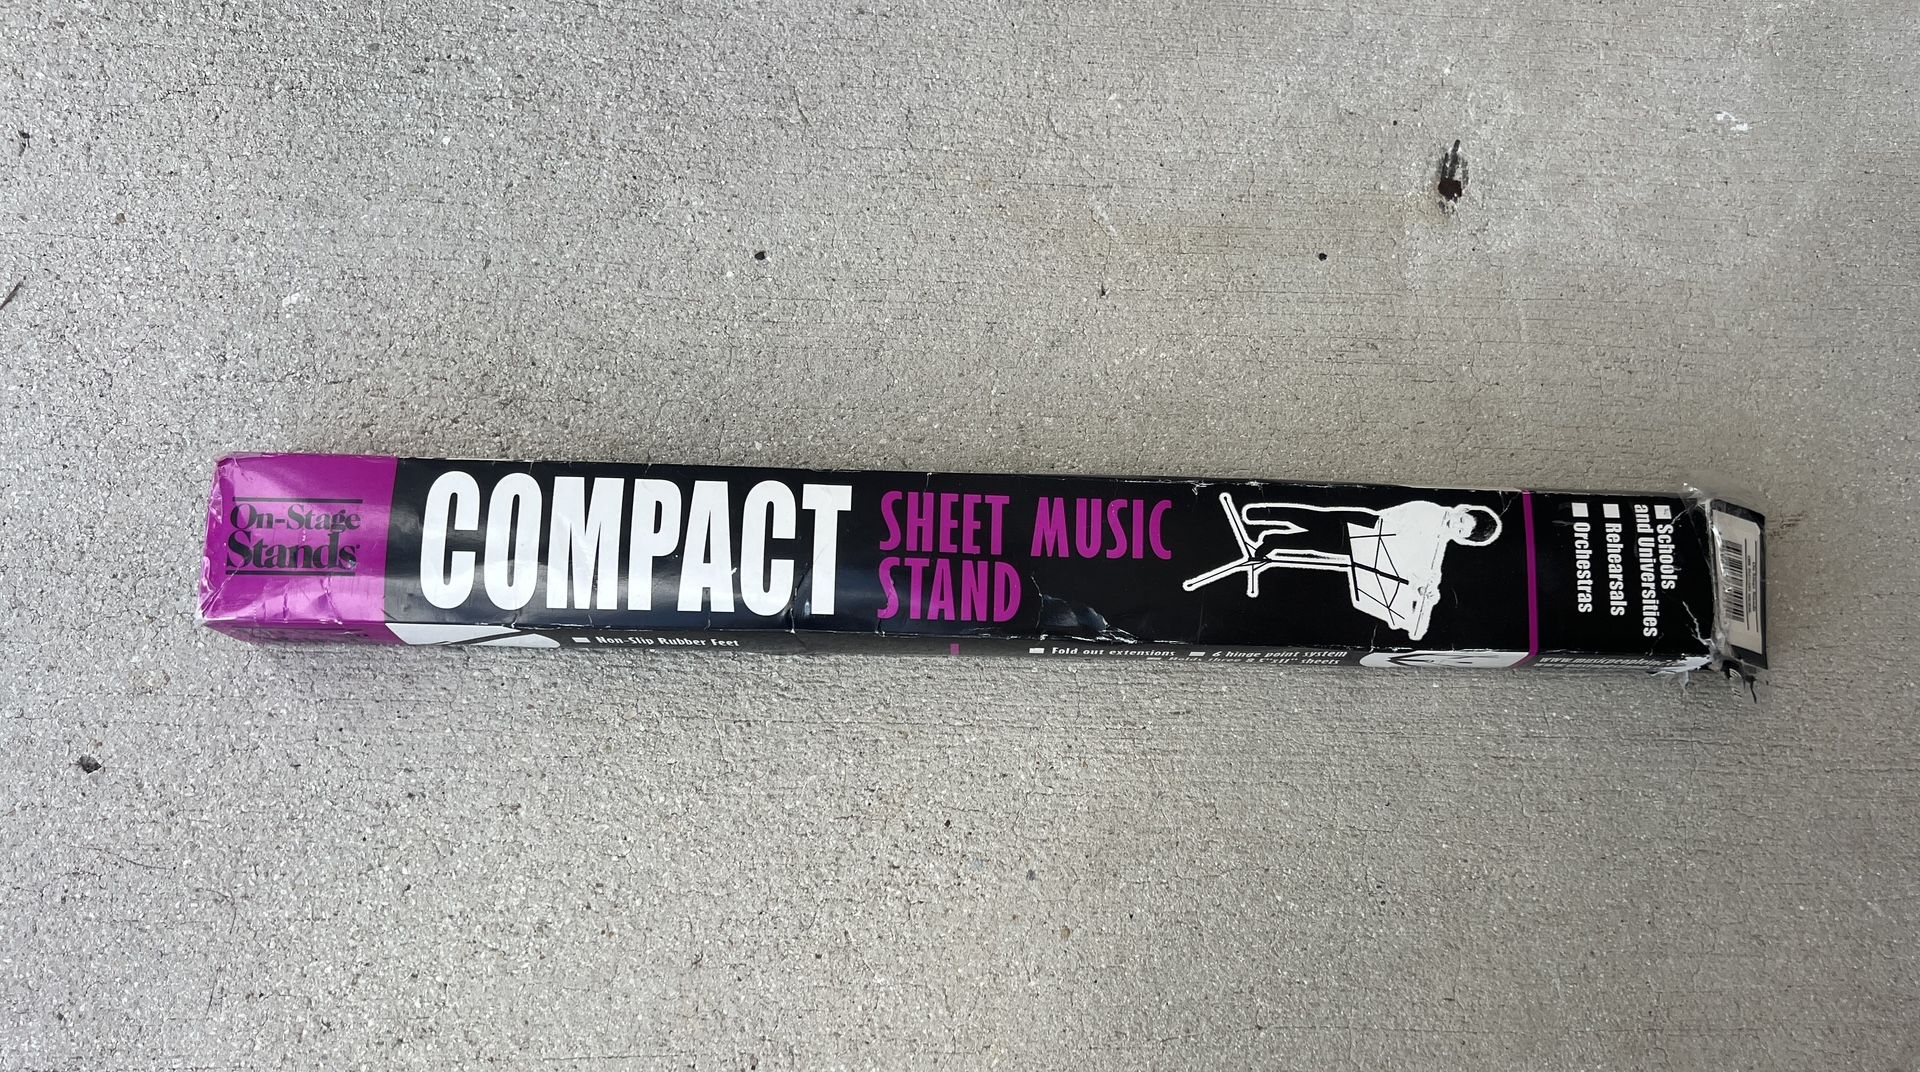 On-Stage
Stands
COMPACT
SHEET MUSIC
STAND
Schools
and Universities
Rehearsals
Orchestras
Non-Slip Rubber Feet
Fold out extensions
6 hinge point system
sheets